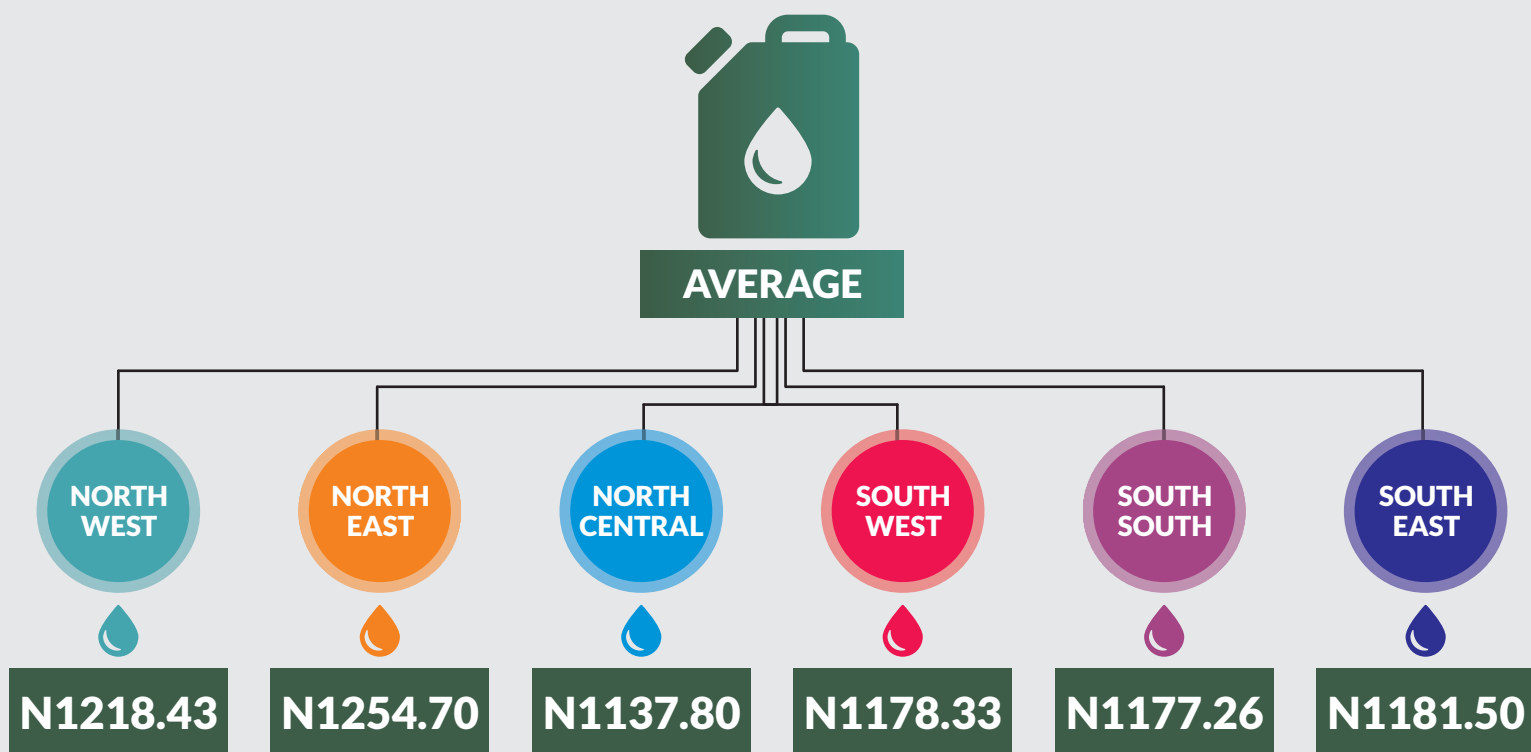 AVERAGE
NORTH
WEST
NORTH
EAST
NORTH
CENTRAL
SOUTH
WEST
SOUTH
SOUTH
SOUTH
EAST
N1218.43
N1254.70
N1137.80
N1178.33
N1177.26
N1181.50